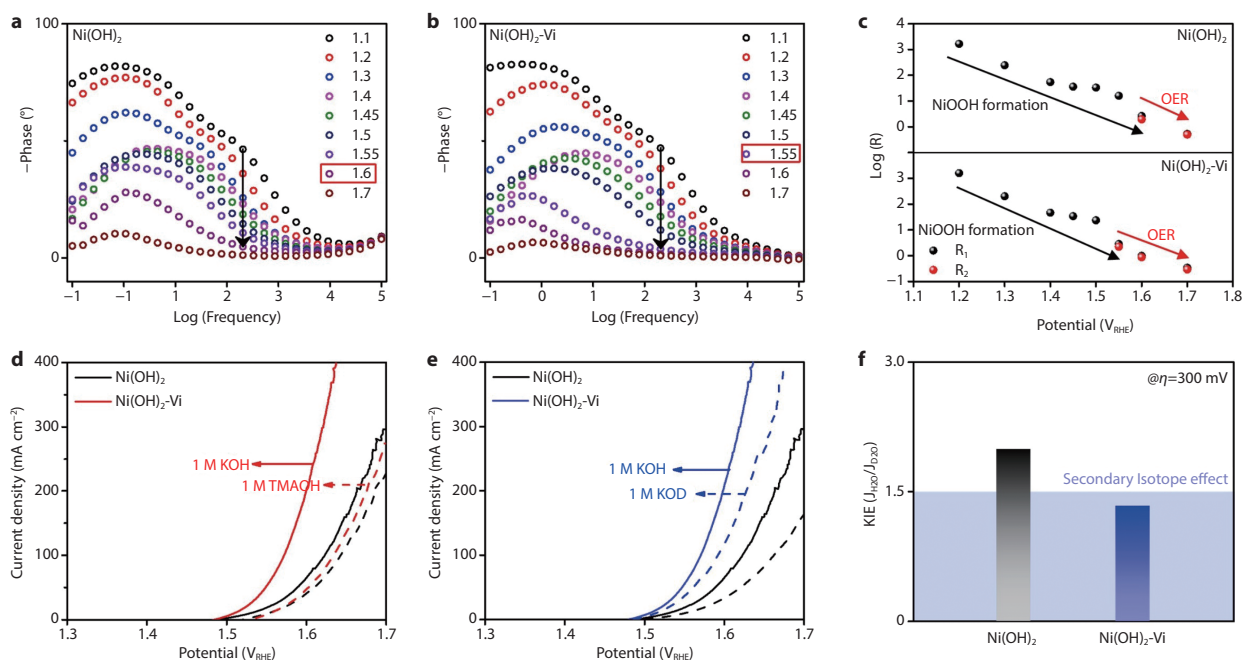 a
Ni(OH)₂
100
0
−Phase (°)
1.1
1.2
1.3
1.4
1.45
1.5
1.55
1.6
1.7
−1 −1 0 1 2 3 4 5
Log (Frequency)
b
Ni(OH)₂-Vi
100
0
−Phase (°)
1.1
1.2
1.3
1.4
1.45
1.5
1.55
1.6
1.7
−1 0 1 2 3 4 5
Log (Frequency)
c
Ni(OH)₂
4
3
2
1
0
NiOOH formation
OER
Log (R)
Ni(OH)₂-Vi
3
2
1
0
−1
NiOOH formation
OER
R₁
R₂
1.1 1.2 1.3 1.4 1.5 1.6 1.7 1.8
Potential (V_RHE)
d
Ni(OH)₂
Ni(OH)₂-Vi
400
300
200
100
0
Current density (mA cm⁻²)
1 M KOH
1 M TMAOH
1.3 1.4 1.5 1.6 1.7
Potential (V_RHE)
e
Ni(OH)₂
Ni(OH)₂-Vi
400
300
200
100
0
Current density (mA cm⁻²)
1 M KOH
1 M KOD
1.3 1.4 1.5 1.6 1.7
Potential (V_RHE)
f
@η=300 mV
3.0
1.5
0
KIE (J_H2O/J_D2O)
Secondary Isotope effect
Ni(OH)₂ Ni(OH)₂-Vi